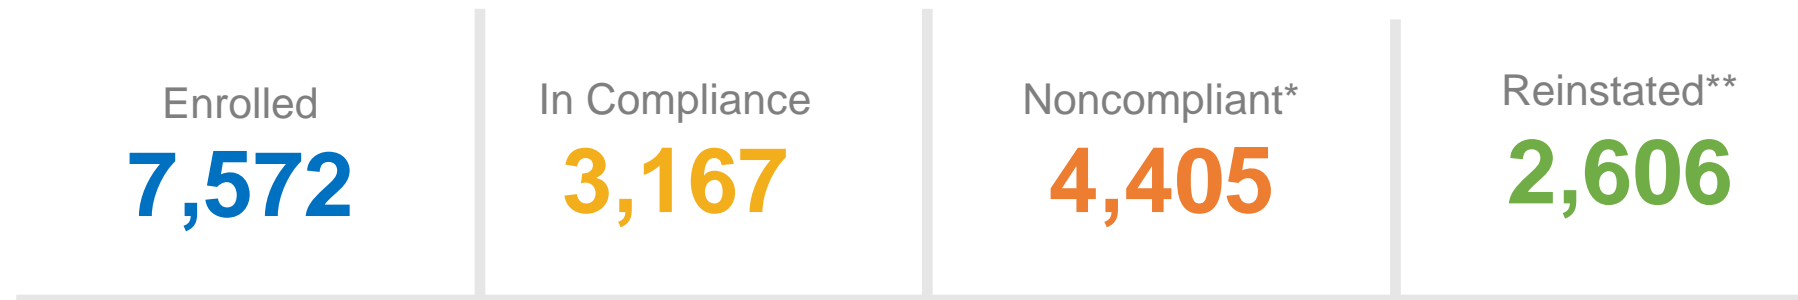 Enrolled
7,572
In Compliance
3,167
Noncompliant*
4,405
Reinstated**
2,606